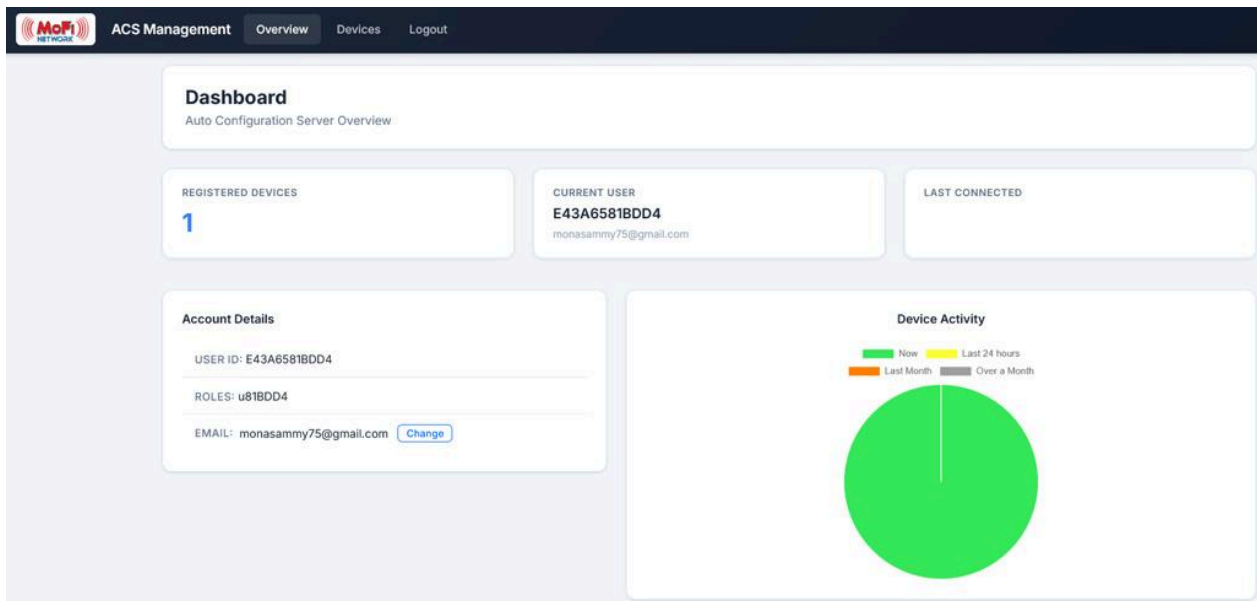 MoFi
NETWORK
ACS Management
Overview
Devices
Logout
Dashboard
Auto Configuration Server Overview
REGISTERED DEVICES
1
CURRENT USER
E43A6581BDD4
monasammy75@gmail.com
LAST CONNECTED
Account Details
USER ID: E43A6581BDD4
ROLES: u81BDD4
EMAIL: monasammy75@gmail.com Change
Device Activity
Now Last 24 hours
Last Month Over a Month